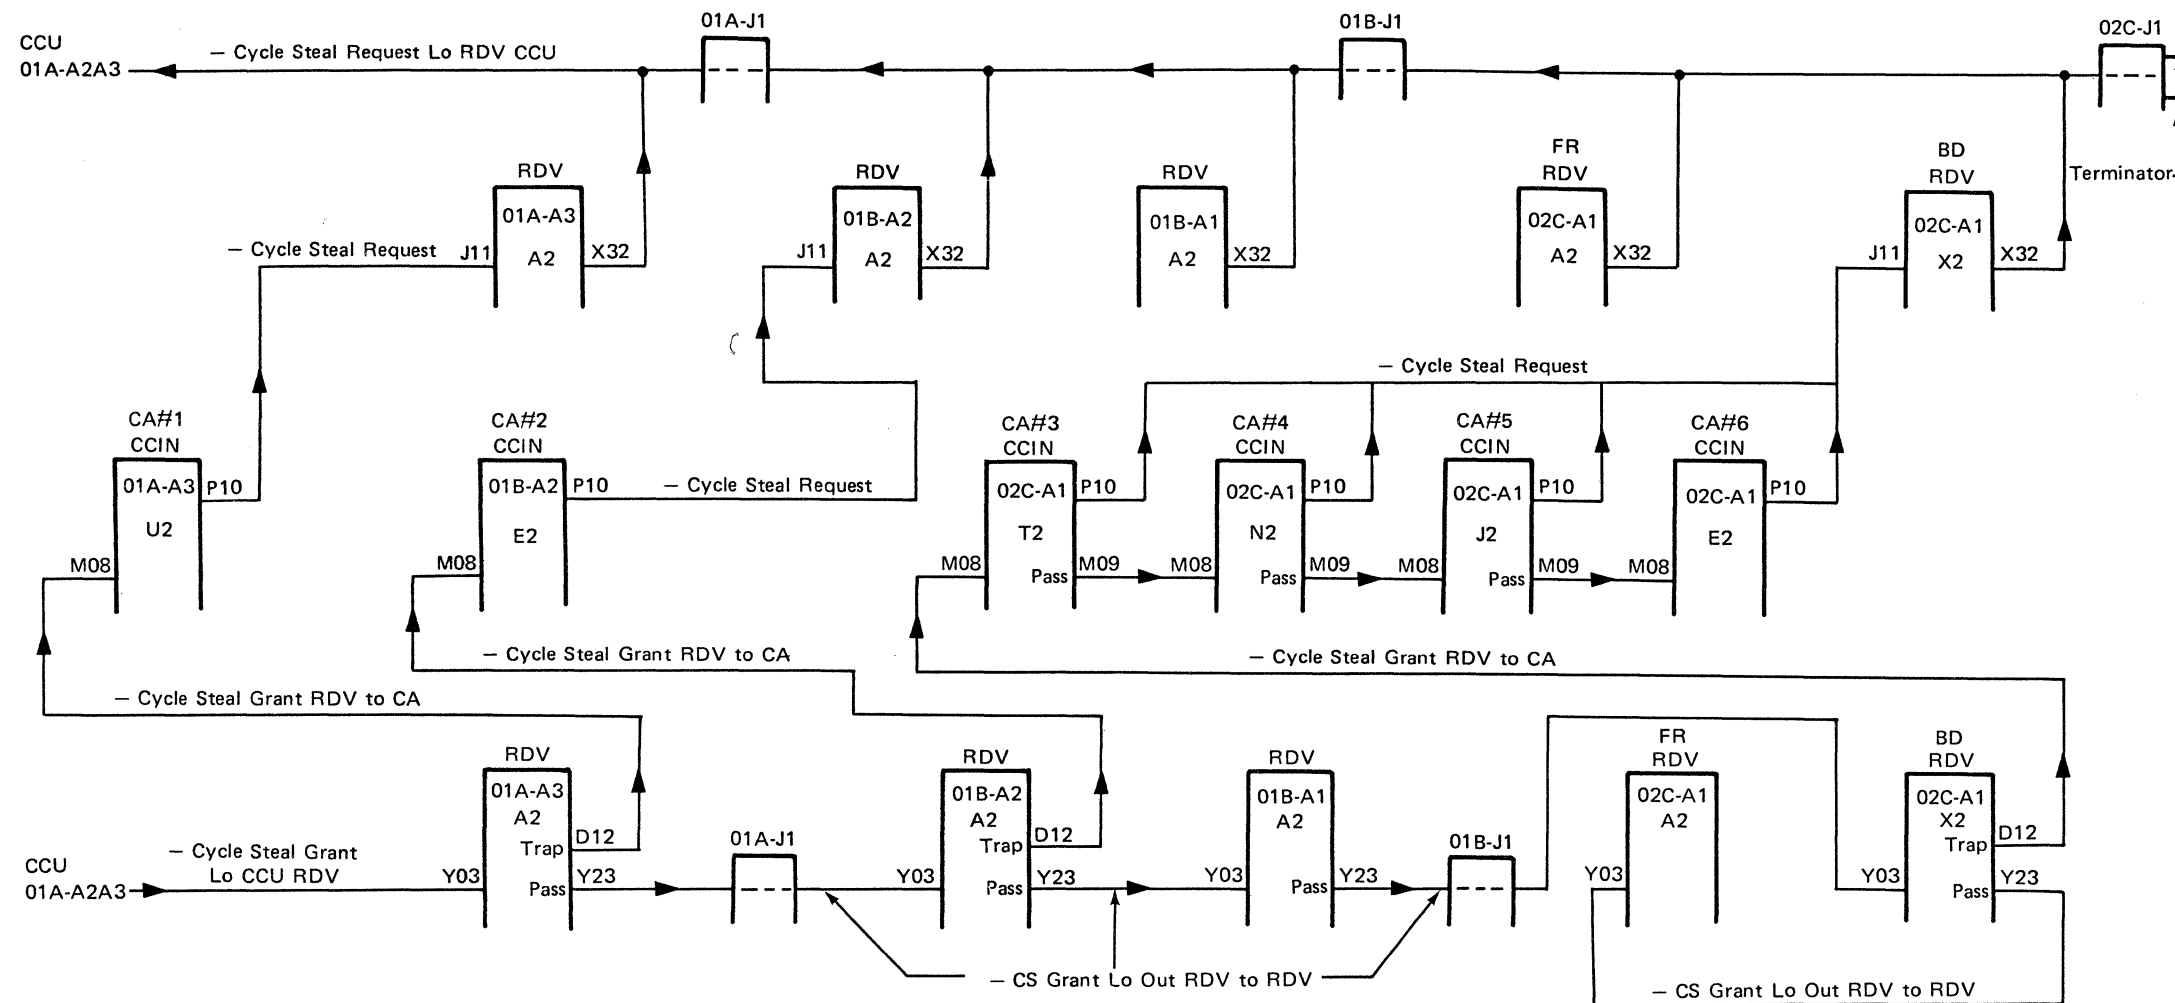 01A-J1
01B-J1
02C-J1
CCU
01A-A2A3
– Cycle Steal Request Lo RDV CCU
RDV
01A-A3
A2
J11
X32
– Cycle Steal Request
RDV
01B-A2
A2
J11
X32
RDV
01B-A1
A2
X32
FR
RDV
02C-A1
A2
X32
BD
RDV
02C-A1
X2
J11
X32
Terminator
– Cycle Steal Request
CA#1
CCIN
01A-A3
U2
P10
M08
CA#2
CCIN
01B-A2
E2
P10
M08
– Cycle Steal Request
CA#3
CCIN
02C-A1
T2
Pass
P10
M08
M09
CA#4
CCIN
02C-A1
N2
Pass
P10
M08
M09
CA#5
CCIN
02C-A1
J2
Pass
P10
M08
M09
CA#6
CCIN
02C-A1
E2
P10
M08
– Cycle Steal Grant RDV to CA
– Cycle Steal Grant RDV to CA
– Cycle Steal Grant RDV to CA
CCU
01A-A2A3
– Cycle Steal Grant
Lo CCU RDV
RDV
01A-A3
A2
Trap
Pass
Y03
D12
Y23
01A-J1
RDV
01B-A2
A2
Trap
Pass
Y03
D12
Y23
RDV
01B-A1
A2
Pass
Y03
Y23
01B-J1
FR
RDV
02C-A1
A2
Y03
BD
RDV
02C-A1
X2
Trap
Pass
Y03
D12
Y23
– CS Grant Lo Out RDV to RDV
– CS Grant Lo Out RDV to RDV